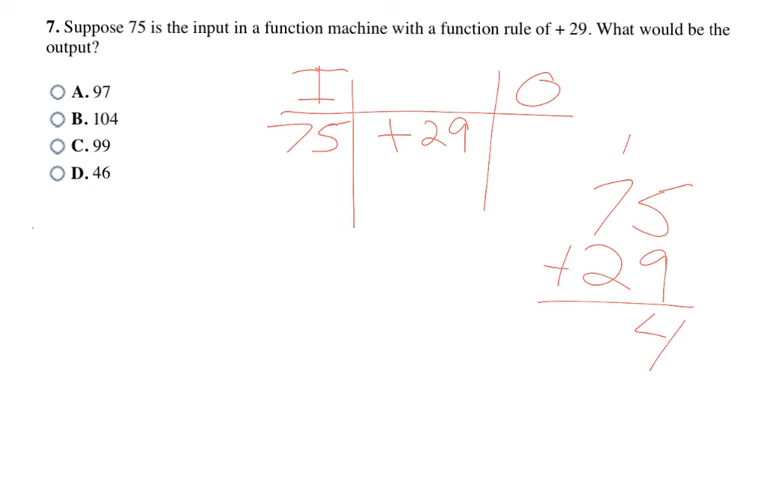 7. Suppose 75 is the input in a function machine with a function rule of + 29. What would be the
output?
A. 97
B. 104
C. 99
D. 46
I O
75 +29
1
75
+29
4